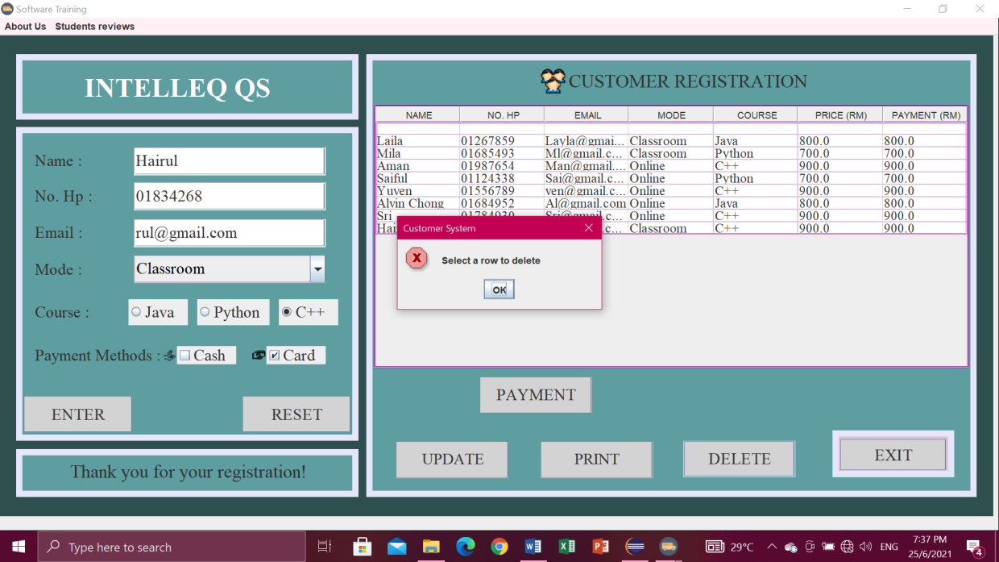 Software Training
About Us Students reviews
INTELLEQ QS
Name : Hairul
No. Hp : 01834268
Email : rul@gmail.com
Mode : Classroom
Course : Java Python C++
Payment Methods : Cash Card
ENTER RESET
Thank you for your registration!
CUSTOMER REGISTRATION
NAME NO. HP EMAIL MODE COURSE PRICE (RM) PAYMENT (RM)
Laila 01267859 Layla@gmai... Classroom Java 800.0 800.0
Mila 01685493 Ml@gmail.c... Classroom Python 700.0 700.0
Aman 01987654 Man@gmail.... Online C++ 900.0 900.0
Saiful 01124338 Sai@gmail.c... Online Python 700.0 700.0
Yuven 01556789 ven@gmail.c... Online C++ 900.0 900.0
Alvin Chong 01684952 Al@gmail.com Online Java 800.0 800.0
Sri 01784930 Sri@gmail.c... Online C++ 900.0 900.0
Hai .c... Classroom C++ 900.0 900.0
Customer System
Select a row to delete
OK
PAYMENT
UPDATE PRINT DELETE EXIT
Type here to search
29°C
ENG
7:37 PM
25/6/2021
4